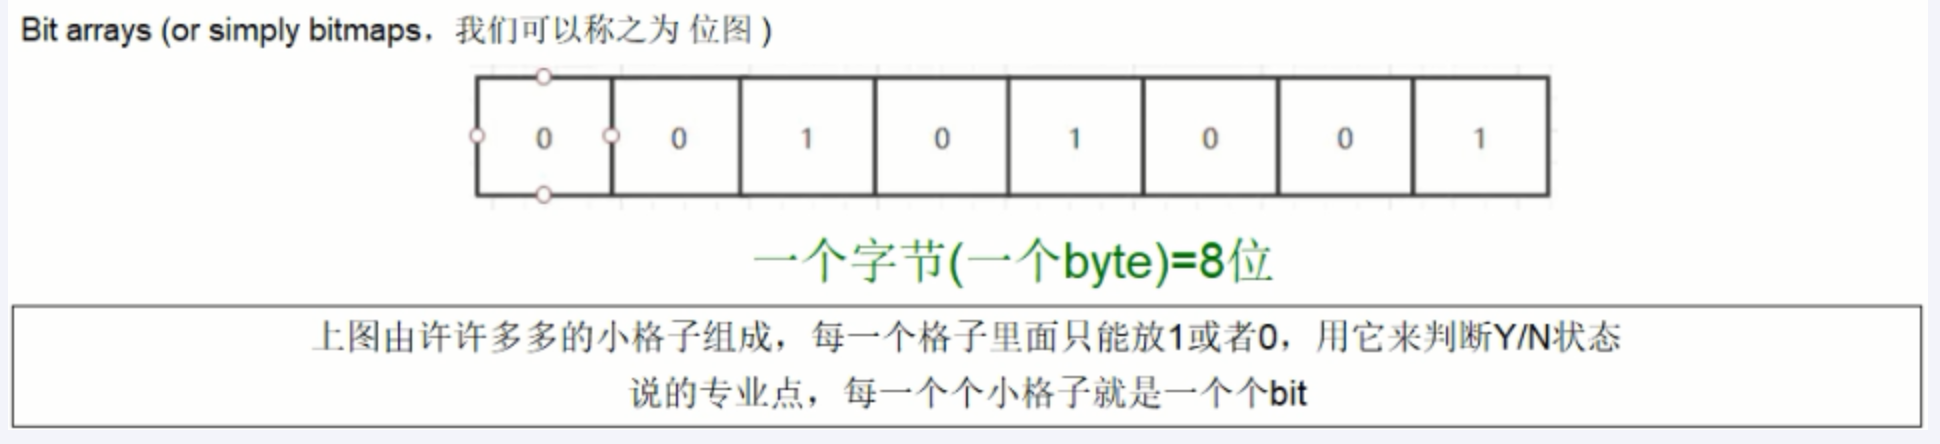 Bit arrays (or simply bitmaps，我们可以称之为 位图 )
0 0 1 0 1 0 0 1
一个字节(一个byte)=8位
上图由许许多多的小格子组成，每一个格子里面只能放1或者0，用它来判断Y/N状态
说的专业点，每一个个小格子就是一个个bit